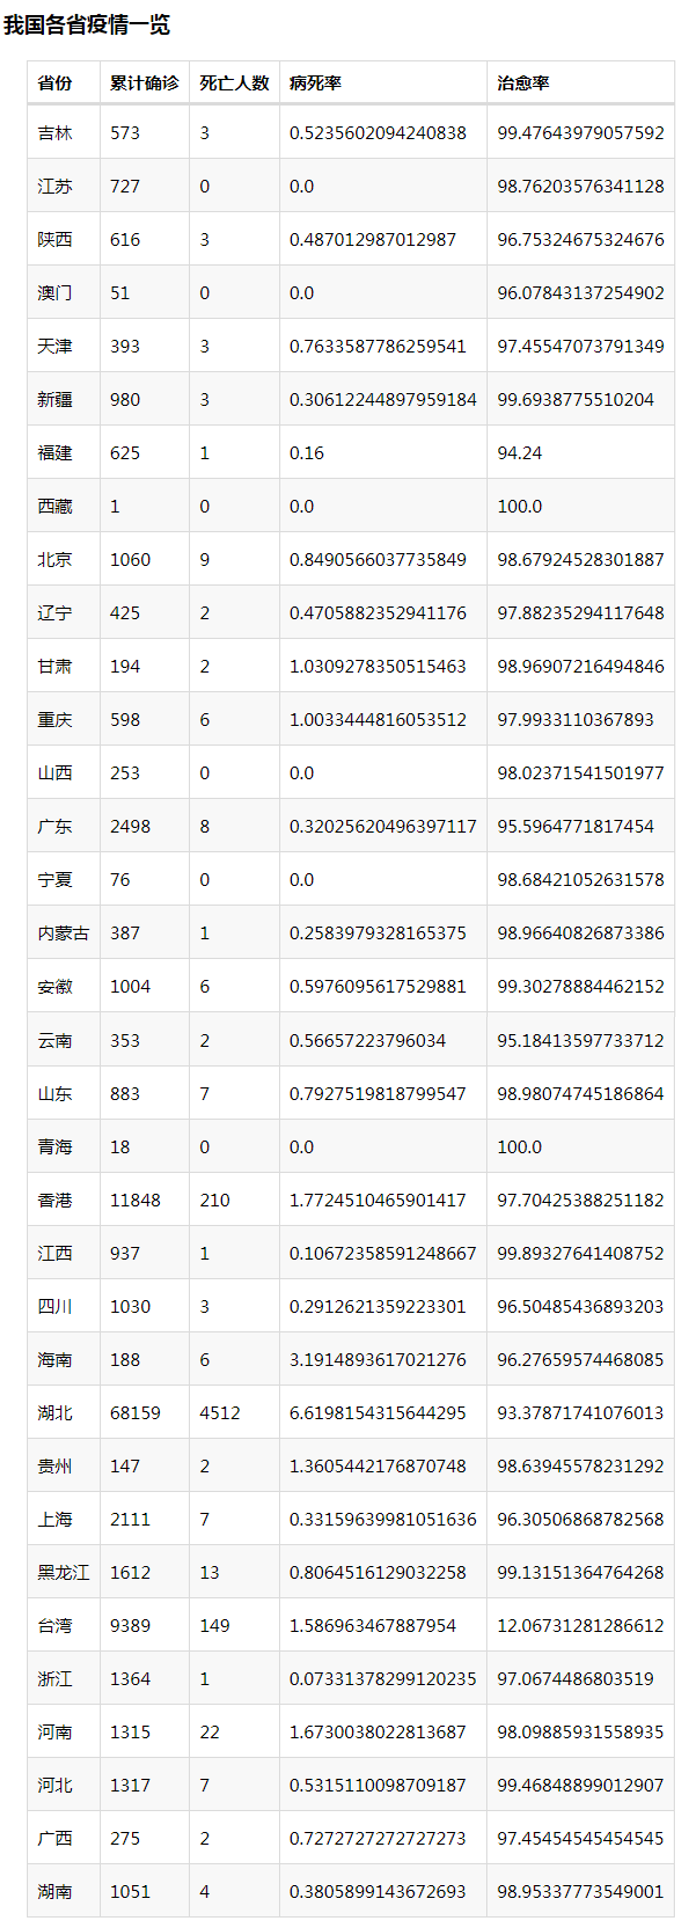 我国各省疫情一览
省份 累计确诊 死亡人数 病死率 治愈率
吉林 573 3 0.5235602094240838 99.47643979057592
江苏 727 0 0.0 98.76203576341128
陕西 616 3 0.487012987012987 96.75324675324676
澳门 51 0 0.0 96.07843137254902
天津 393 3 0.7633587786259541 97.45547073791349
新疆 980 3 0.30612244897959184 99.6938775510204
福建 625 1 0.16 94.24
西藏 1 0 0.0 100.0
北京 1060 9 0.8490566037735849 98.67924528301887
辽宁 425 2 0.4705882352941176 97.88235294117648
甘肃 194 2 1.0309278350515463 98.96907216494846
重庆 598 6 1.0033444816053512 97.9933110367893
山西 253 0 0.0 98.02371541501977
广东 2498 8 0.32025620496397117 95.5964771817454
宁夏 76 0 0.0 98.68421052631578
内蒙古 387 1 0.2583979328165375 98.96640826873386
安徽 1004 6 0.5976095617529881 99.30278884462152
云南 353 2 0.56657223796034 95.18413597733712
山东 883 7 0.7927519818799547 98.98074745186864
青海 18 0 0.0 100.0
香港 11848 210 1.7724510465901417 97.70425388251182
江西 937 1 0.10672358591248667 99.89327641408752
四川 1030 3 0.2912621359223301 96.50485436893203
海南 188 6 3.1914893617021276 96.27659574468085
湖北 68159 4512 6.6198154315644295 93.37871741076013
贵州 147 2 1.3605442176870748 98.63945578231292
上海 2111 7 0.33159639981051636 96.30506868782568
黑龙江 1612 13 0.8064516129032258 99.13151364764268
台湾 9389 149 1.586963467887954 12.06731281286612
浙江 1364 1 0.07331378299120235 97.0674486803519
河南 1315 22 1.6730038022813687 98.09885931558935
河北 1317 7 0.5315110098709187 99.46848899012907
广西 275 2 0.7272727272727273 97.45454545454545
湖南 1051 4 0.3805899143672693 98.95337773549001